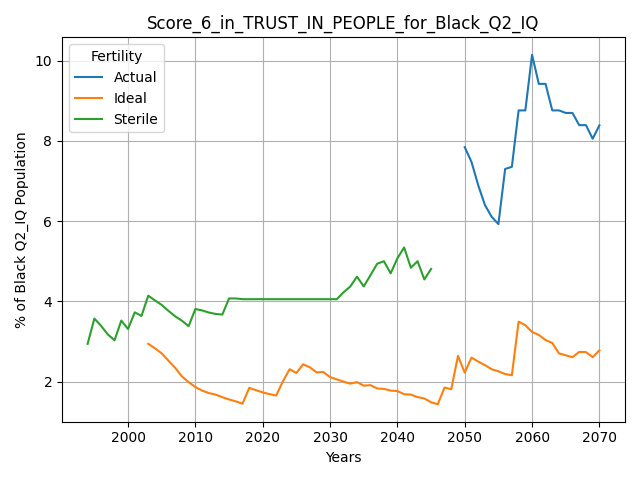 Score_6_in_TRUST_IN_PEOPLE_for_Black_Q2_IQ
Fertility
Actual
Ideal
Sterile
% of Black Q2_IQ Population
10
8
6
4
2
2000
2010
2020
2030
2040
2050
2060
2070
Years